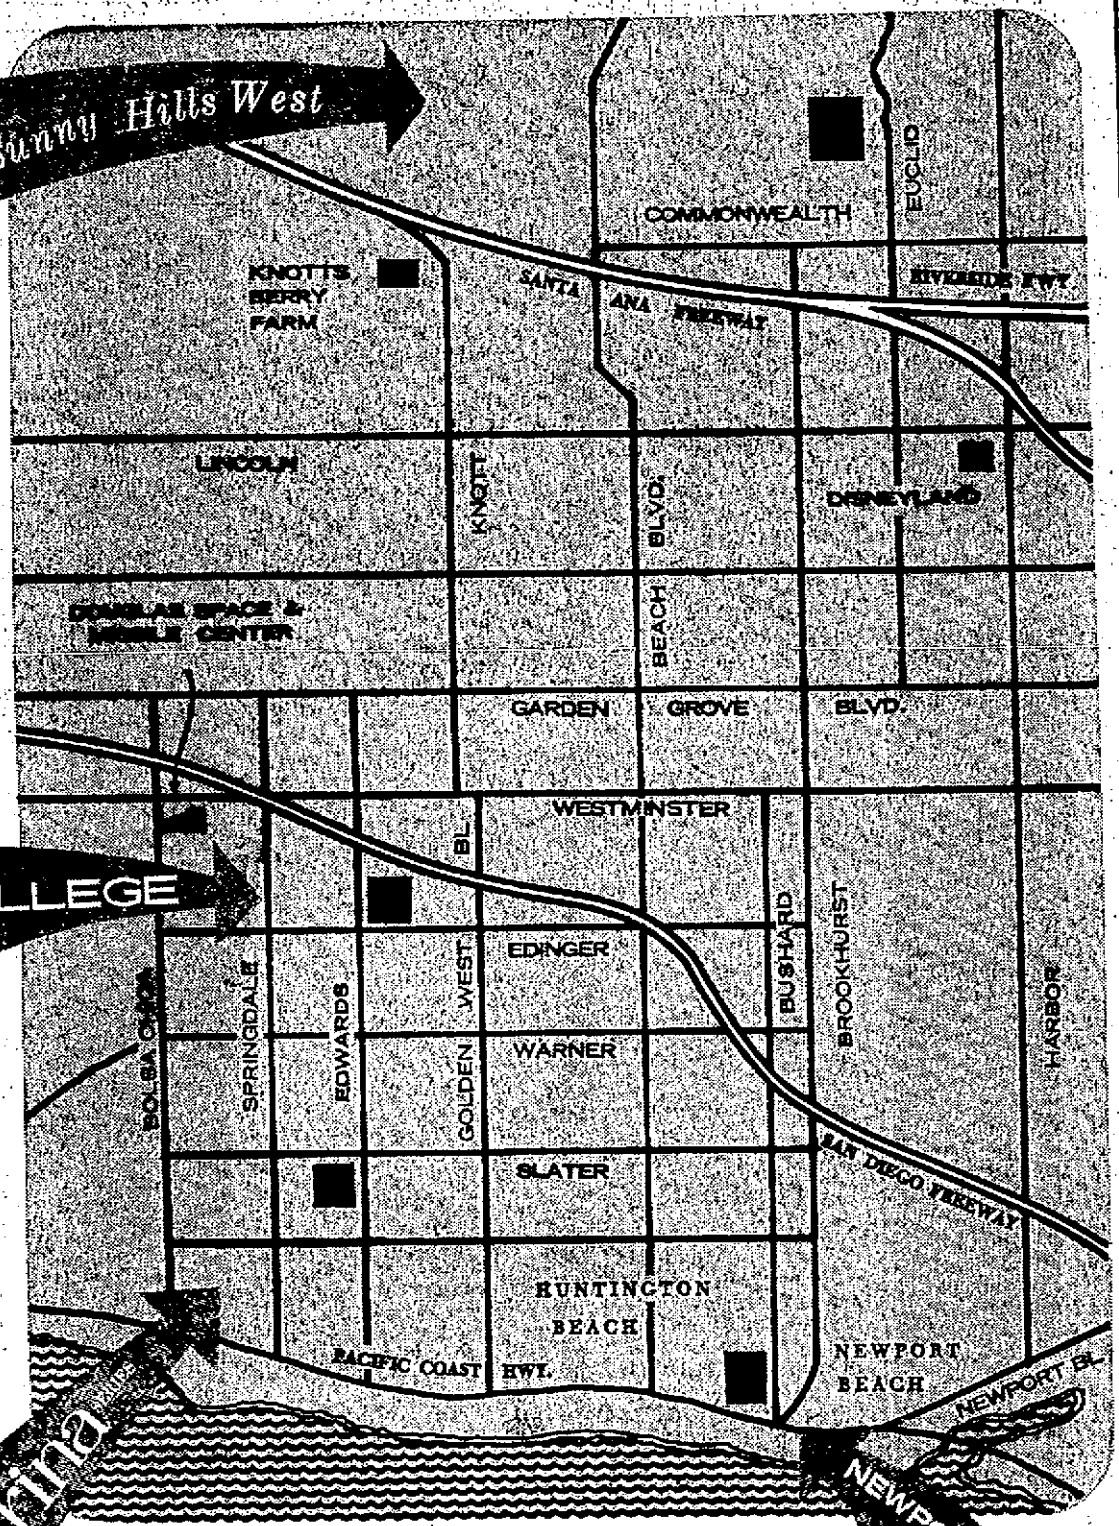 Sunny Hills West
EUCLID
COMMONWEALTH
KNOTTS
BERRY
FARM
RIVERSIDE FWY
SANTA ANA FREEWAY
LINCOLN
KNOTT
BEACH BLVD.
DISNEYLAND
DOUGLAS SPACE &
MISSILE CENTER
GARDEN GROVE BLVD.
WESTMINSTER
GOLDEN WEST BL
LLEGE
EDINGER
BUSHARD
BROOKHURST
HARBOR
BOLSA CHICA
SPRINGDALE
EDWARDS
WARNER
SLATER
SAN DIEGO FREEWAY
HUNTINGTON
BEACH
PACIFIC COAST HWY.
NEWPORT
BEACH
NEWPORT BL.
rina
NEWP